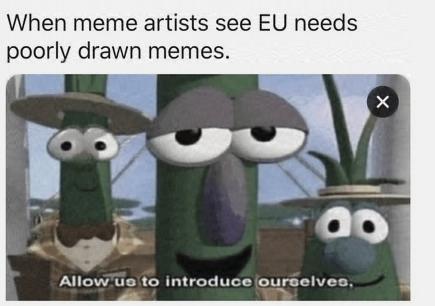 When meme artists see EU needs
poorly drawn memes.
Allow us to introduce ourselves,